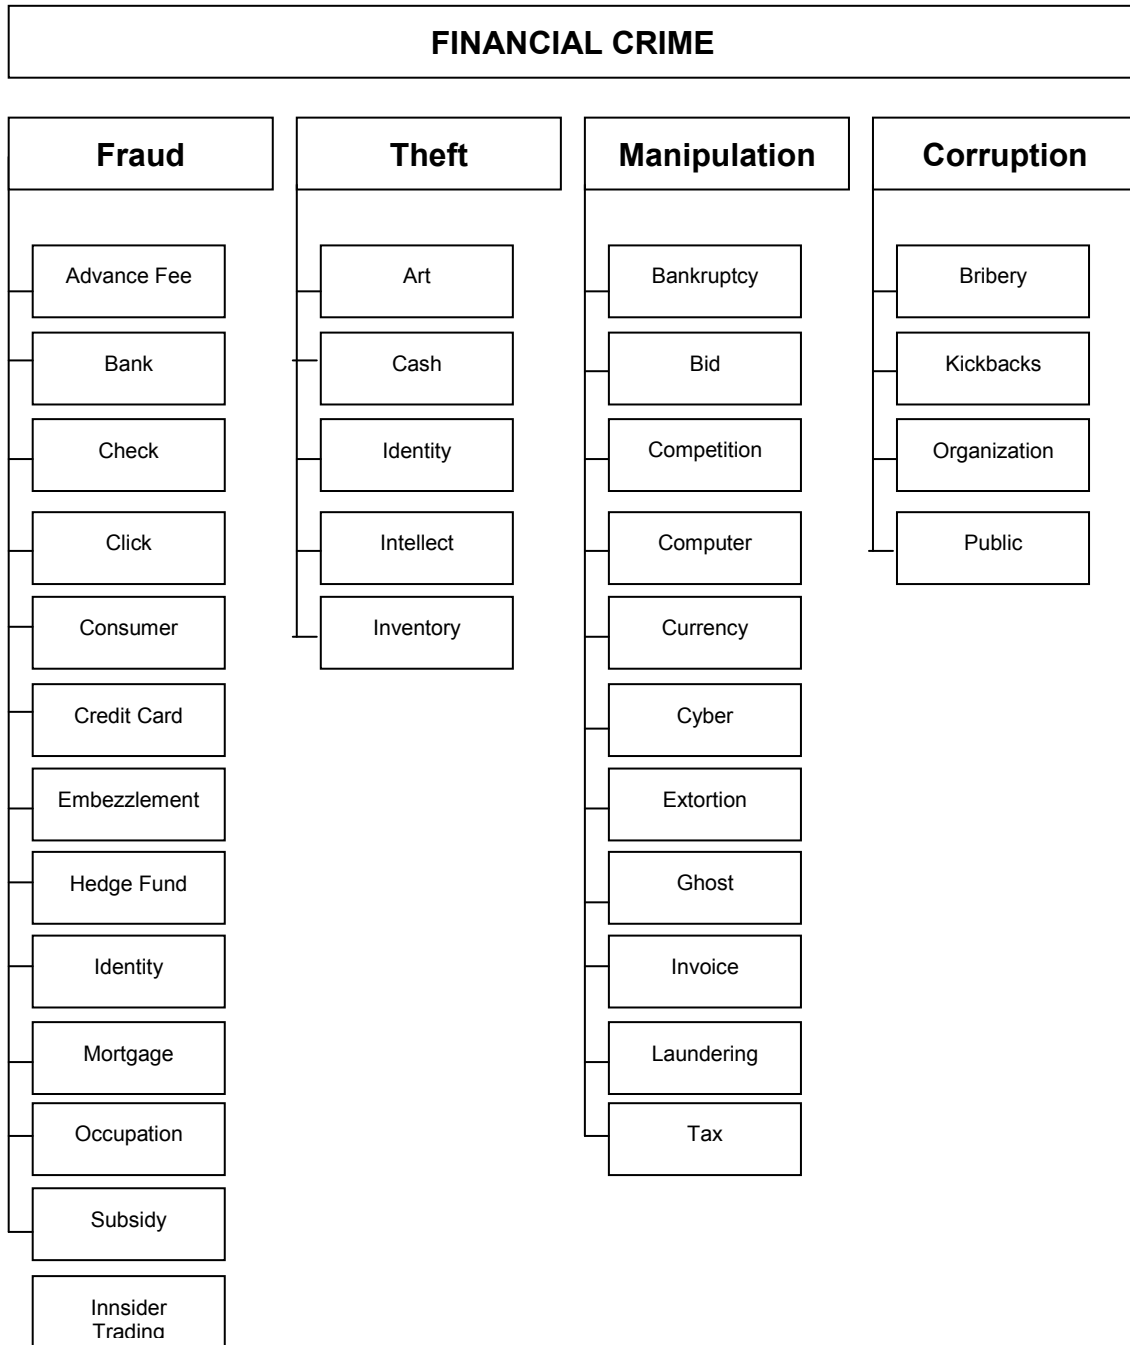 FINANCIAL CRIME
Fraud
Advance Fee
Bank
Check
Click
Consumer
Credit Card
Embezzlement
Hedge Fund
Identity
Mortgage
Occupation
Subsidy
Innsider
Trading
Theft
Art
Cash
Identity
Intellect
Inventory
Manipulation
Bankruptcy
Bid
Competition
Computer
Currency
Cyber
Extortion
Ghost
Invoice
Laundering
Tax
Corruption
Bribery
Kickbacks
Organization
Public